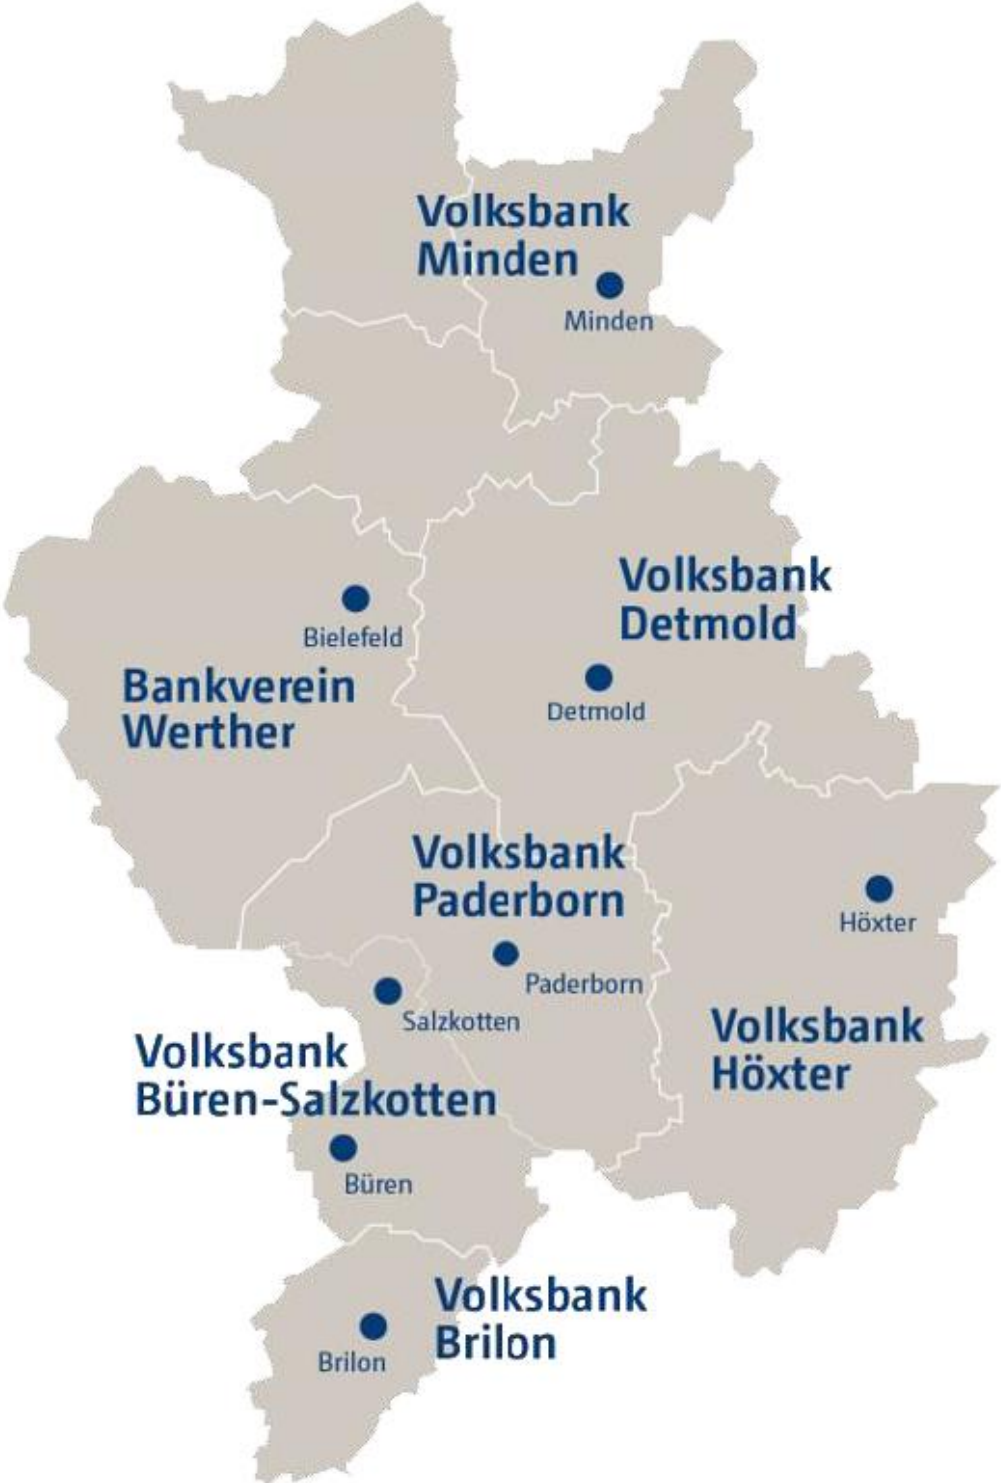 Volksbank
Minden
Minden
Volksbank
Detmold
Bielefeld
Bankverein
Werther
Detmold
Volksbank
Paderborn
Höxter
Paderborn
Salzkotten
Volksbank
Höxter
Volksbank
Büren-Salzkotten
Büren
Volksbank
Brilon
Brilon